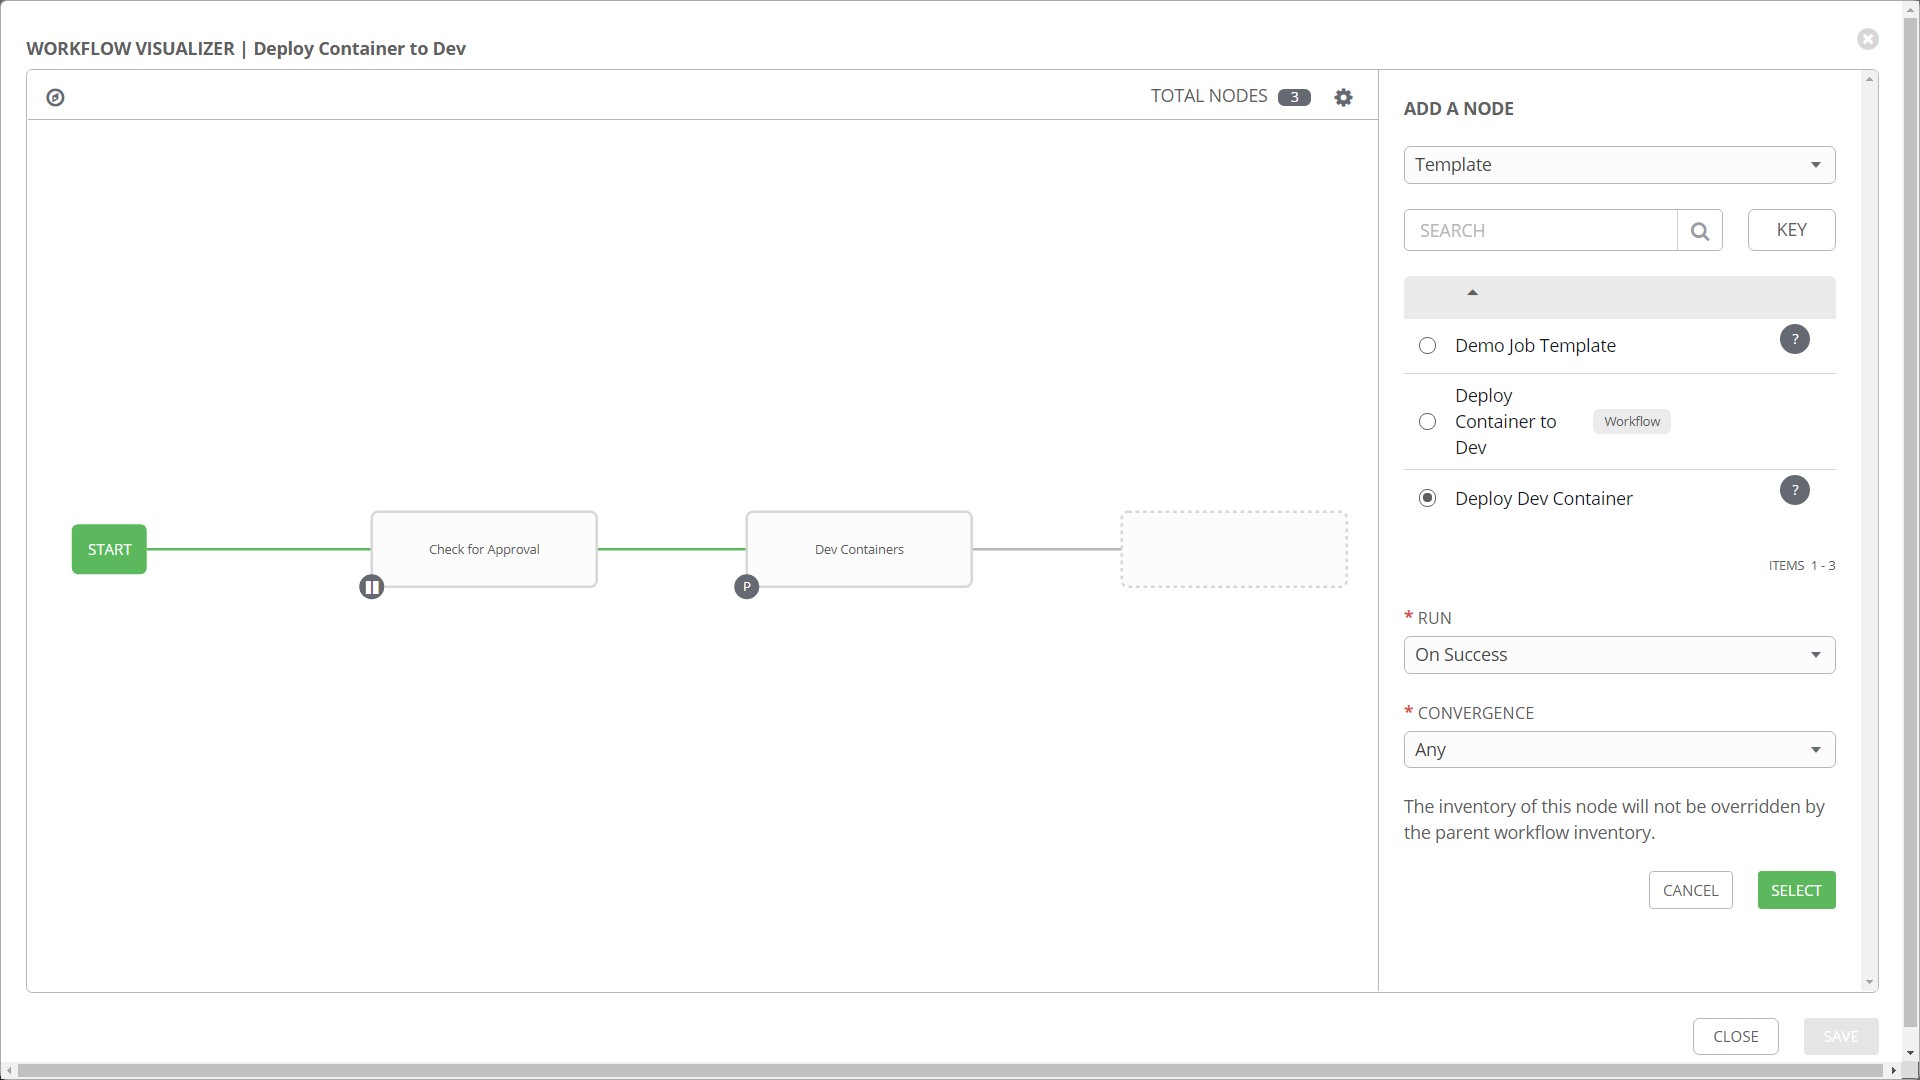 WORKFLOW VISUALIZER | Deploy Container to Dev
TOTAL NODES 3
START
Check for Approval
Dev Containers
P
ADD A NODE
Template
SEARCH
KEY
Demo Job Template
?
Deploy
Container to
Dev
Workflow
Deploy Dev Container
?
ITEMS 1 - 3
* RUN
On Success
* CONVERGENCE
Any
The inventory of this node will not be overridden by
the parent workflow inventory.
CANCEL
SELECT
CLOSE
SAVE